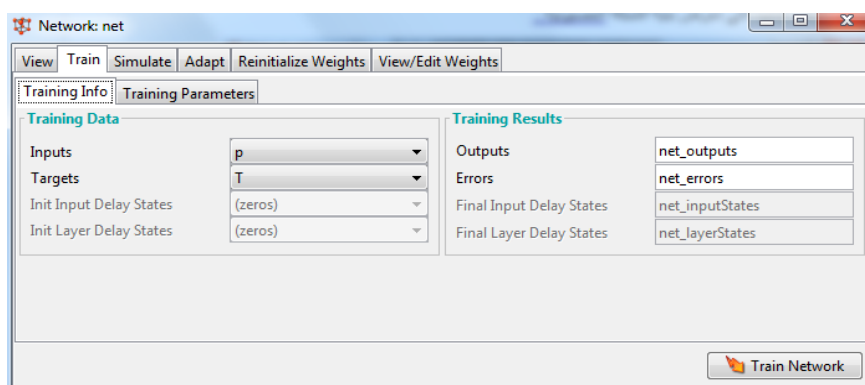 Network: net
View Train Simulate Adapt Reinitialize Weights View/Edit Weights
Training Info Training Parameters
Training Data
Inputs p
Targets T
Init Input Delay States (zeros)
Init Layer Delay States (zeros)
Training Results
Outputs net_outputs
Errors net_errors
Final Input Delay States net_inputStates
Final Layer Delay States net_layerStates
Train Network